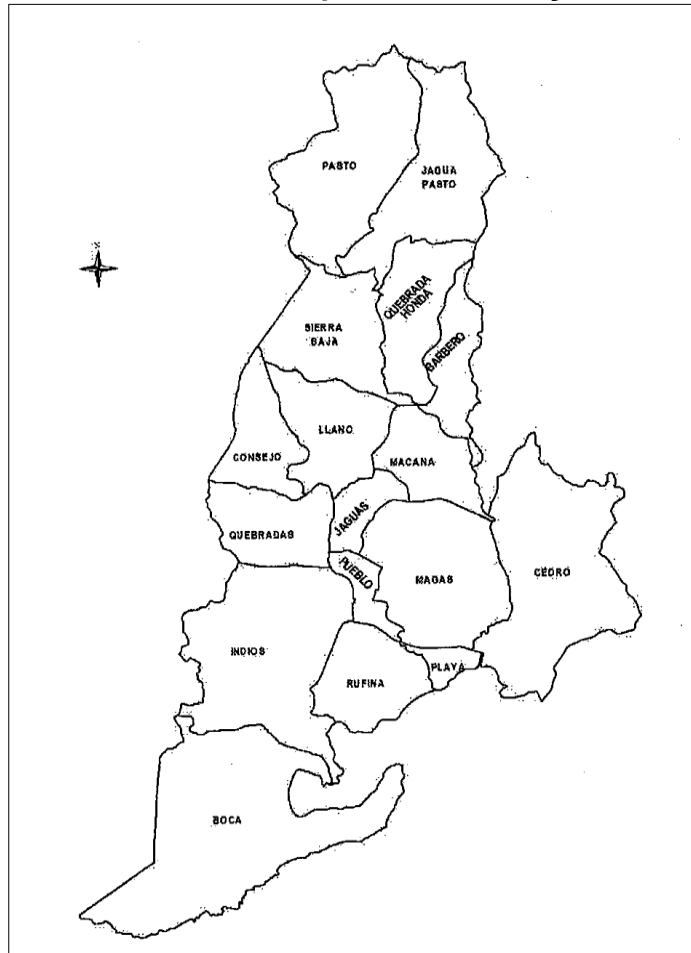 PASTO
JAGUA
PASTO
QUEBRADA
HONDA
SIERRA
BAJA
BARBERO
LLANO
CONSEJO
MACANA
JAGUAS
QUEBRADAS
PUEBLO
MAGAS
CEDRO
INDIOS
PLAYA
RUFINA
BOCA